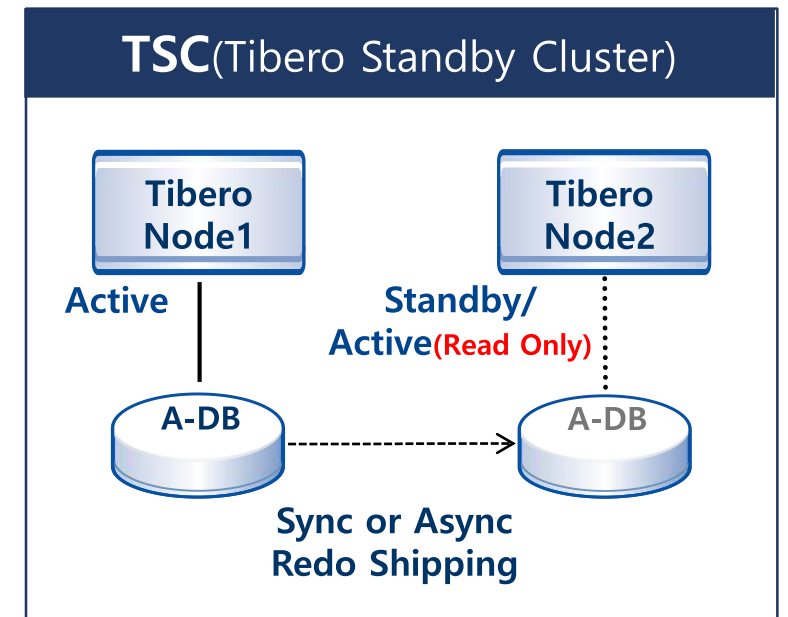 TSC(Tibero Standby Cluster)
Tibero
Node1
Tibero
Node2
Active
Standby/
Active(Read Only)
A-DB
A-DB
Sync or Async
Redo Shipping